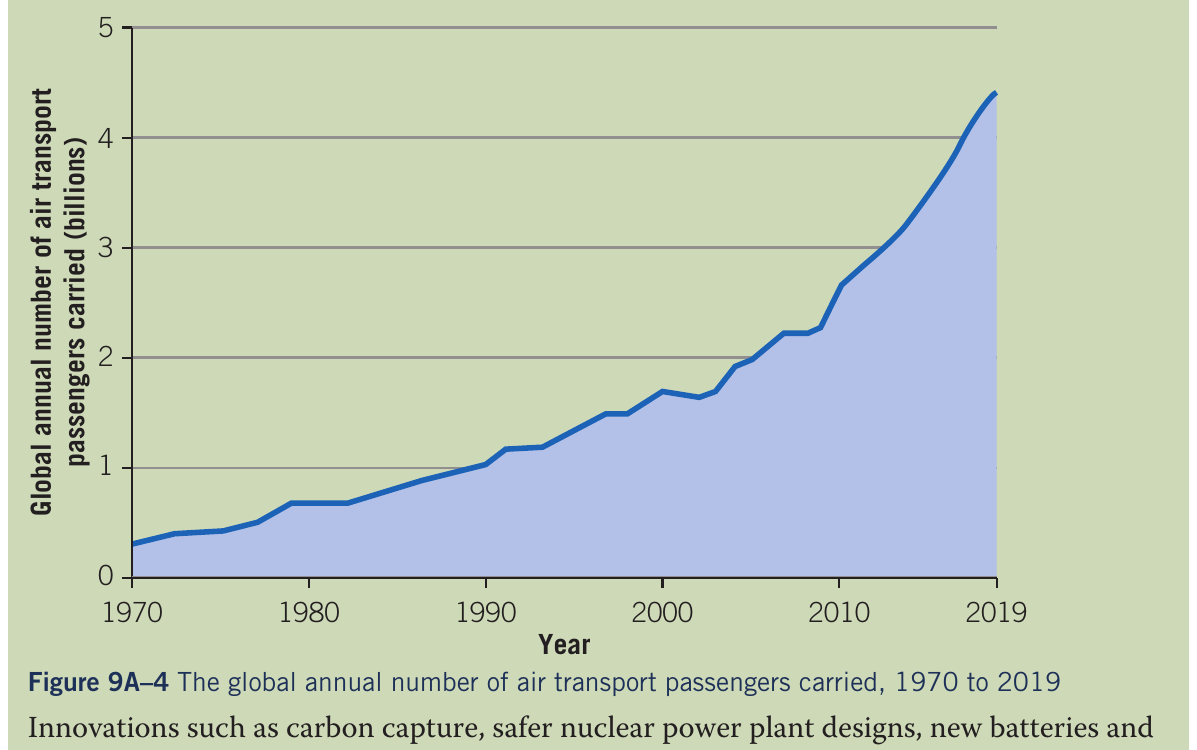 5
4
3
2
1
0
Global annual number of air transport
passengers carried (billions)
1970 1980 1990 2000 2010 2019
Year
Figure 9A–4 The global annual number of air transport passengers carried, 1970 to 2019
Innovations such as carbon capture, safer nuclear power plant designs, new batteries and